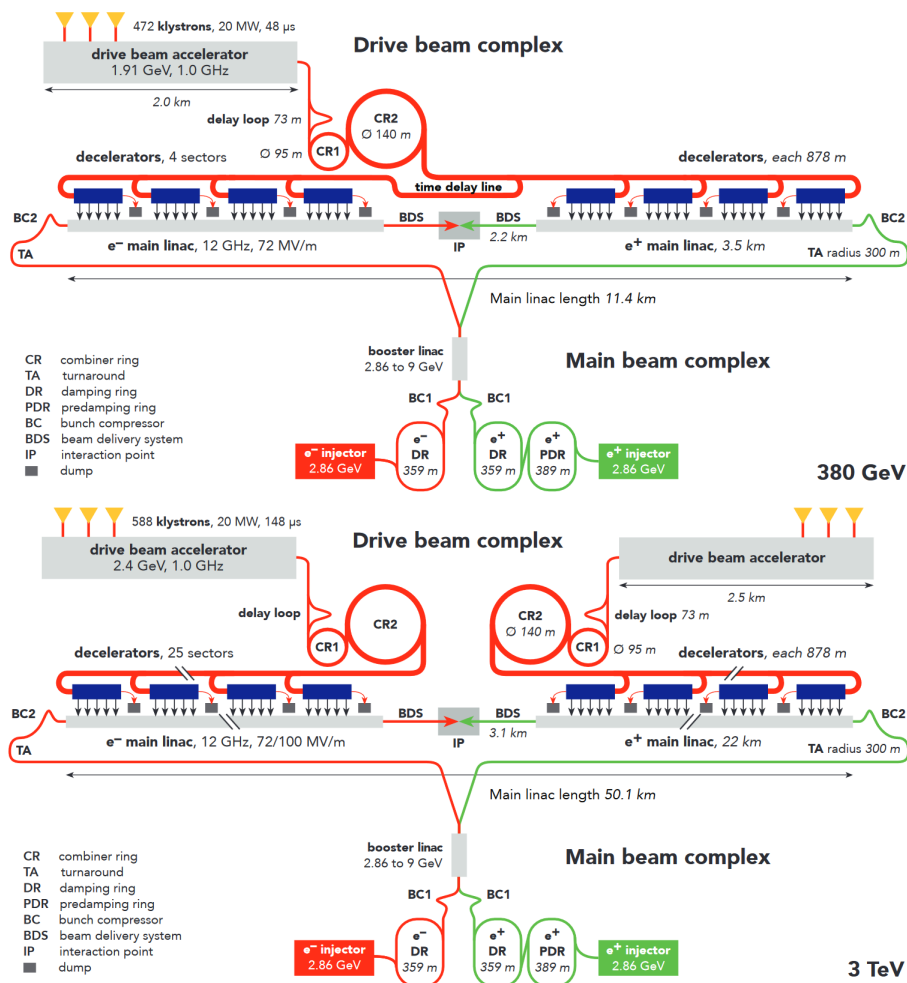 472 klystrons, 20 MW, 48 μs
Drive beam complex
drive beam accelerator
1.91 GeV, 1.0 GHz
2.0 km
delay loop 73 m
CR2
Ø 140 m
CR1
Ø 95 m
decelerators, 4 sectors
decelerators, each 878 m
time delay line
BC2
BDS
BDS
BC2
2.2 km
TA
e– main linac, 12 GHz, 72 MV/m
IP
e+ main linac, 3.5 km
TA radius 300 m
Main linac length 11.4 km
booster linac
2.86 to 9 GeV
Main beam complex
CR combiner ring
TA turnaround
DR damping ring
PDR predamping ring
BC bunch compressor
BDS beam delivery system
IP interaction point
dump
BC1
BC1
e– injector
2.86 GeV
e–
DR
359 m
e+
DR
359 m
e+
PDR
389 m
e+ injector
2.86 GeV
380 GeV
588 klystrons, 20 MW, 148 μs
Drive beam complex
drive beam accelerator
2.4 GeV, 1.0 GHz
drive beam accelerator
2.5 km
delay loop
CR2
CR1
CR2
Ø 140 m
delay loop 73 m
CR1
Ø 95 m
decelerators, 25 sectors
decelerators, each 878 m
BC2
BDS
BDS
BC2
3.1 km
TA
e– main linac, 12 GHz, 72/100 MV/m
IP
e+ main linac, 22 km
TA radius 300 m
Main linac length 50.1 km
booster linac
2.86 to 9 GeV
Main beam complex
CR combiner ring
TA turnaround
DR damping ring
PDR predamping ring
BC bunch compressor
BDS beam delivery system
IP interaction point
dump
BC1
BC1
e– injector
2.86 GeV
e–
DR
359 m
e+
DR
359 m
e+
PDR
389 m
e+ injector
2.86 GeV
3 TeV